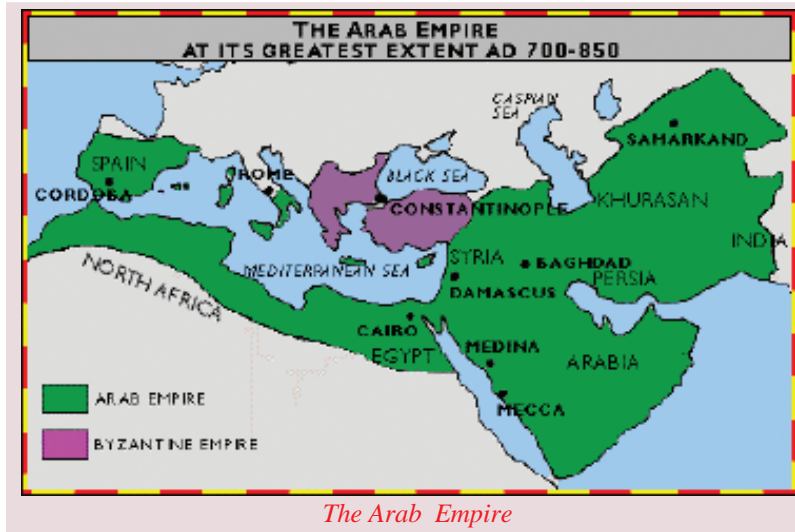 THE ARAB EMPIRE
AT ITS GREATEST EXTENT AD 700-850
CASPIAN
SEA
SAMARKAND
SPAIN
ROME
BLACK SEA
CORDOBA
CONSTANTINOPLE
KHURASAN
INDIA
SYRIA
BAGHDAD
MEDITERRANEAN SEA
PERSIA
DAMASCUS
NORTH AFRICA
CAIRO
EGYPT
MEDINA
ARABIA
MECCA
ARAB EMPIRE
BYZANTINE EMPIRE
The Arab Empire